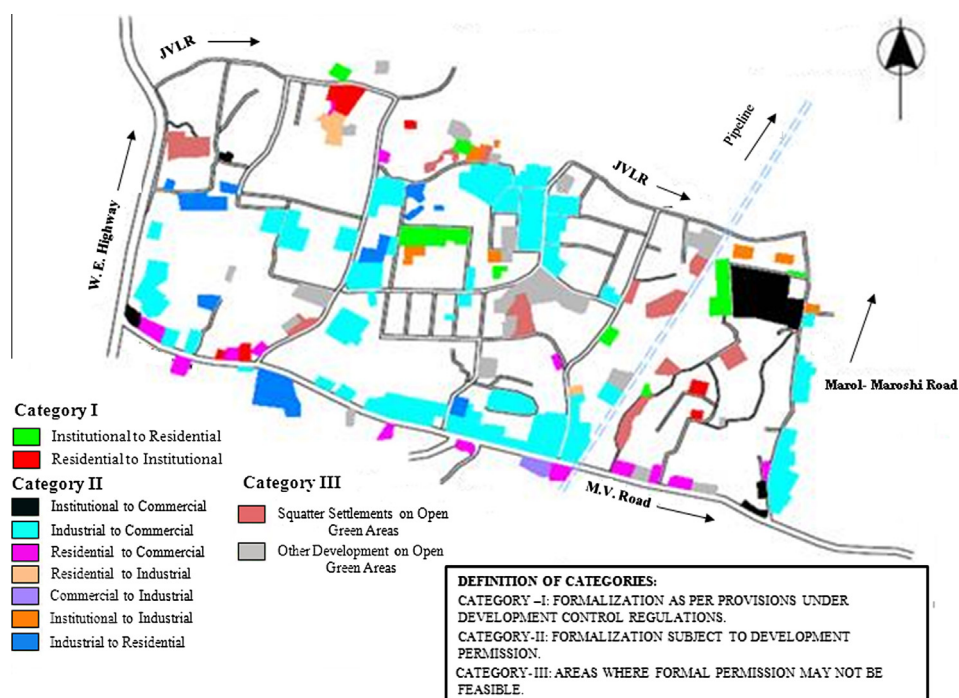 JVLR
Pipeline
JVLR
W. E. Highway
Marol- Maroshi Road
M.V. Road
Category I
Institutional to Residential
Residential to Institutional
Category II
Institutional to Commercial
Industrial to Commercial
Residential to Commercial
Residential to Industrial
Commercial to Industrial
Institutional to Industrial
Industrial to Residential
Category III
Squatter Settlements on Open
Green Areas
Other Development on Open
Green Areas
DEFINITION OF CATEGORIES:
CATEGORY –I: FORMALIZATION AS PER PROVISIONS UNDER
DEVELOPMENT CONTROL REGULATIONS.
CATEGORY-II: FORMALIZATION SUBJECT TO DEVELOPMENT
PERMISSION.
CATEGORY-III: AREAS WHERE FORMAL PERMISSION MAY NOT BE
FEASIBLE.